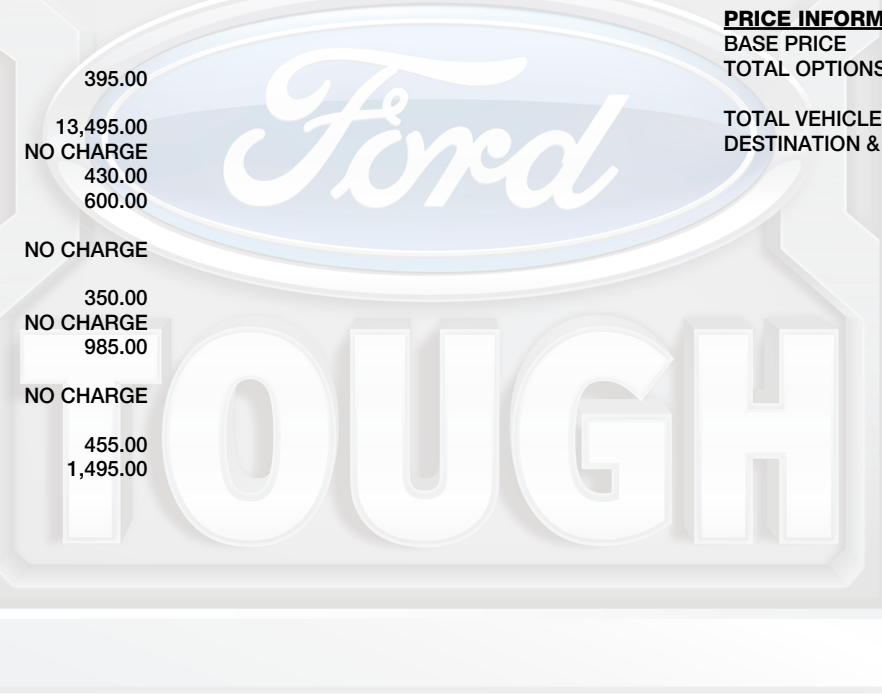 PRICE INFORM
BASE PRICE
TOTAL OPTIONS
TOTAL VEHICLE
DESTINATION &
395.00
13,495.00
NO CHARGE
430.00
600.00
NO CHARGE
350.00
NO CHARGE
985.00
NO CHARGE
455.00
1,495.00
Ford
TOUGH